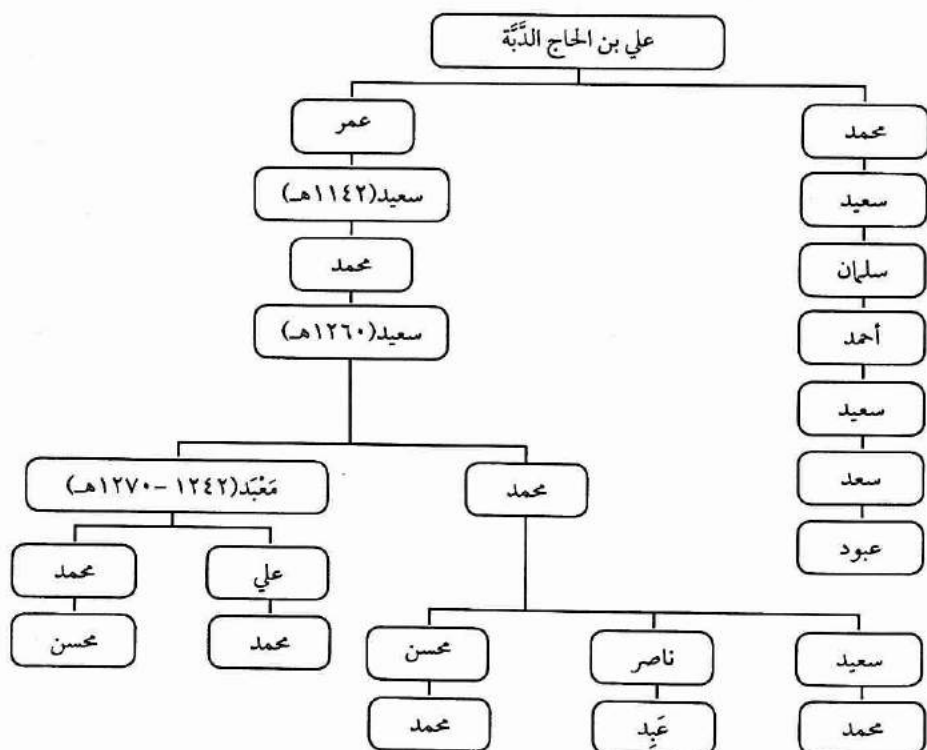 علي بن الحاج الدَّبَّة
محمد
عمر
سعيد
سعيد(١١٤٢هـ)
سلمان
محمد
أحمد
سعيد(١٢٦٠هـ)
سعيد
سعد
محمد
مَعْبَد(١٢٤٢ – ١٢٧٠هـ)
عبود
علي
محمد
محمد
محسن
سعيد
ناصر
محسن
محمد
عَبِد
محمد